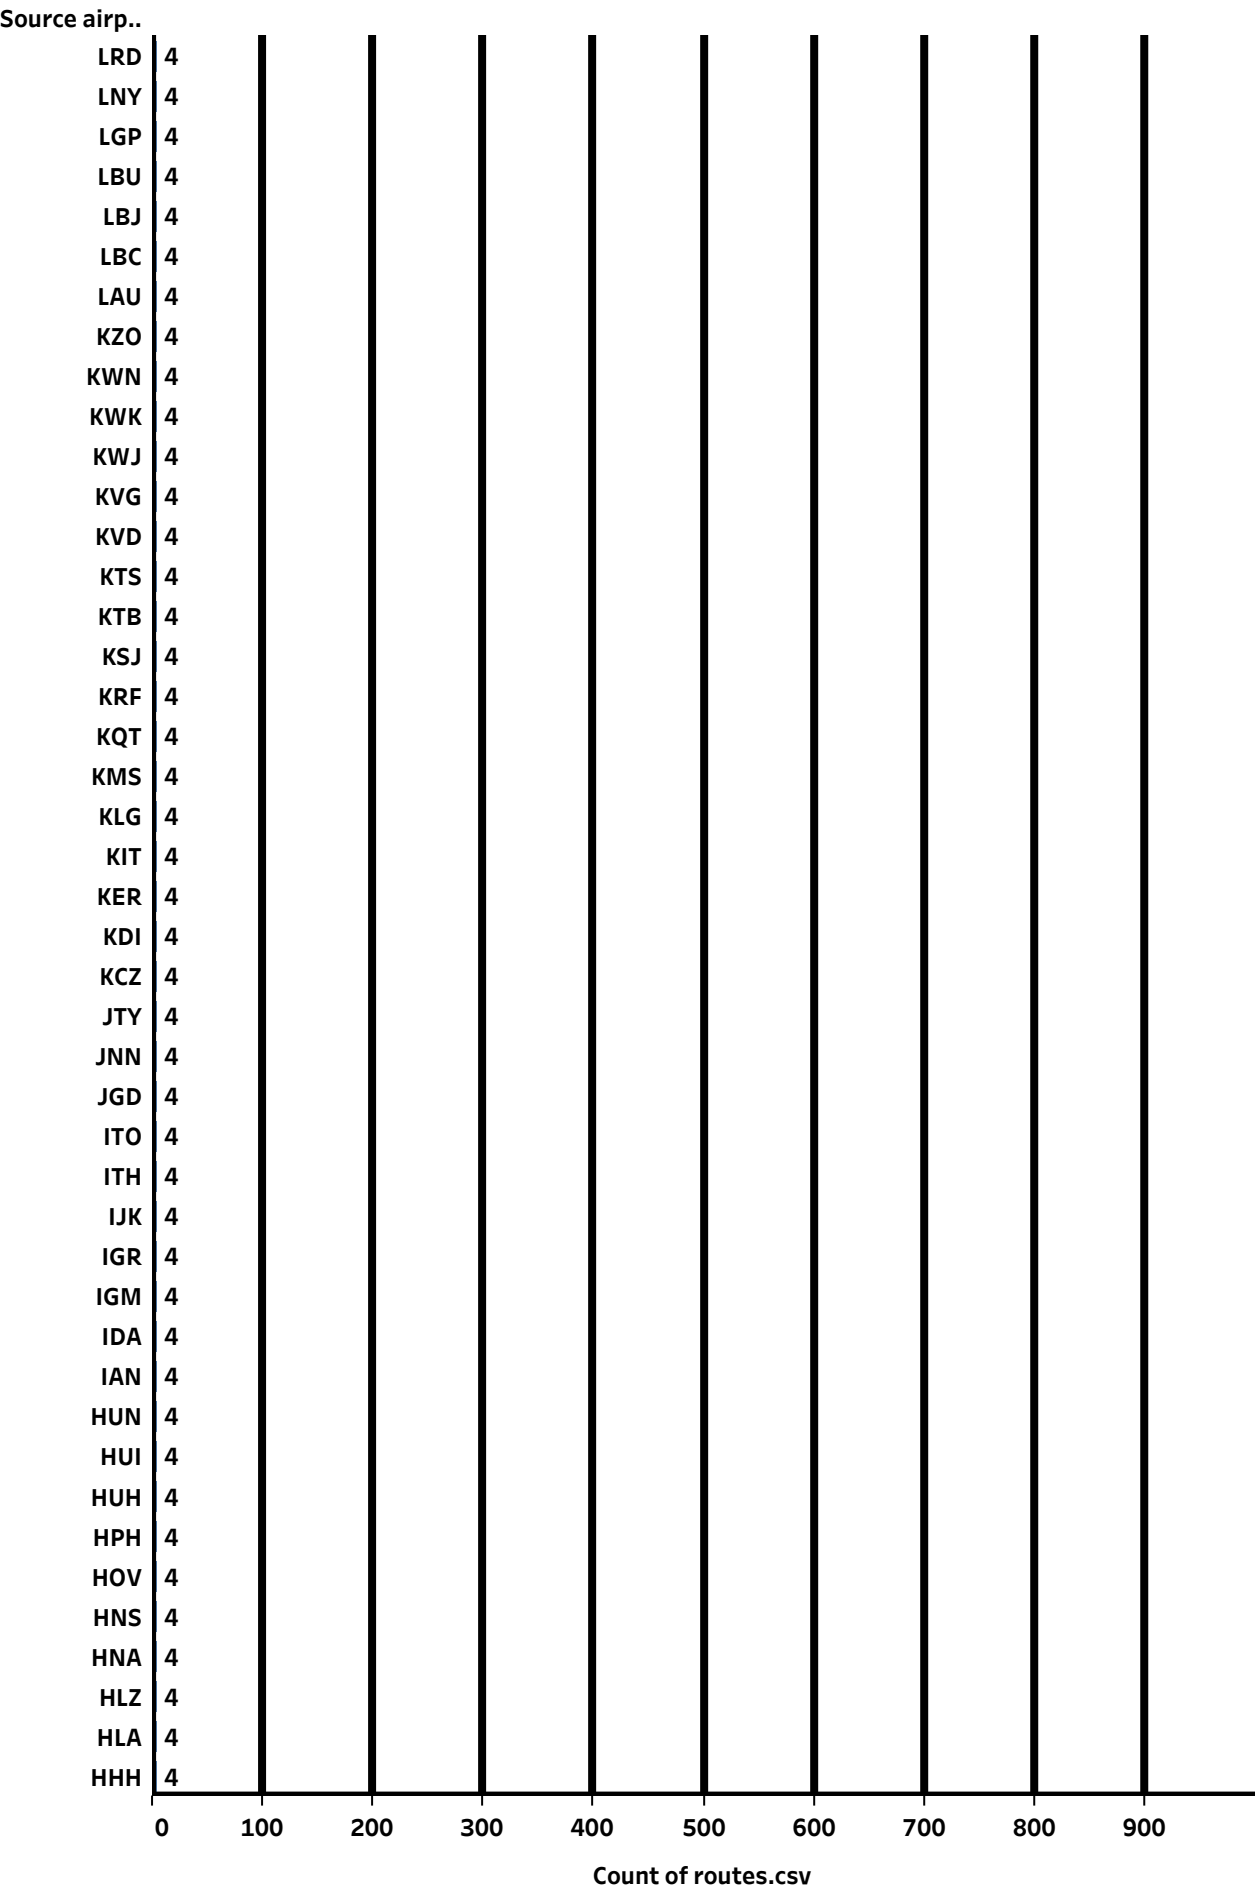 Source airp..
LRD 4
LNY 4
LGP 4
LBU 4
LBJ 4
LBC 4
LAU 4
KZO 4
KWN 4
KWK 4
KWJ 4
KVG 4
KVD 4
KTS 4
KTB 4
KSJ 4
KRF 4
KQT 4
KMS 4
KLG 4
KIT 4
KER 4
KDI 4
KCZ 4
JTY 4
JNN 4
JGD 4
ITO 4
ITH 4
IJK 4
IGR 4
IGM 4
IDA 4
IAN 4
HUN 4
HUI 4
HUH 4
HPH 4
HOV 4
HNS 4
HNA 4
HLZ 4
HLA 4
HHH 4
0 100 200 300 400 500 600 700 800 900
Count of routes.csv